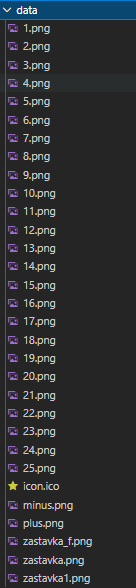 data
1.png
2.png
3.png
4.png
5.png
6.png
7.png
8.png
9.png
10.png
11.png
12.png
13.png
14.png
15.png
16.png
17.png
18.png
19.png
20.png
21.png
22.png
23.png
24.png
25.png
icon.ico
minus.png
plus.png
zastavka_f.png
zastavka.png
zastavka1.png